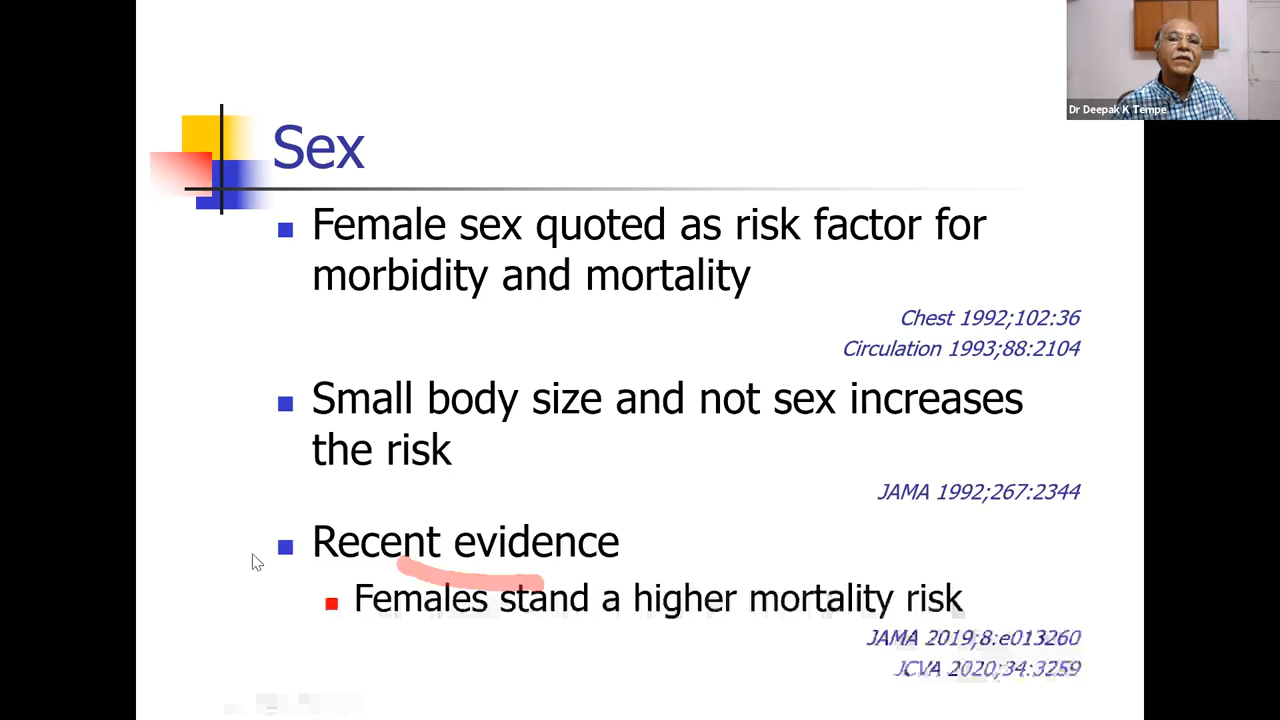 Dr Deepak K Tempe
Sex
Female sex quoted as risk factor for
morbidity and mortality
Chest 1992;102:36
Circulation 1993;88:2104
Small body size and not sex increases
the risk
JAMA 1992;267:2344
Recent evidence
Females stand a higher mortality risk
JAMA 2019;8:e013260
JCVA 2020;34:3259